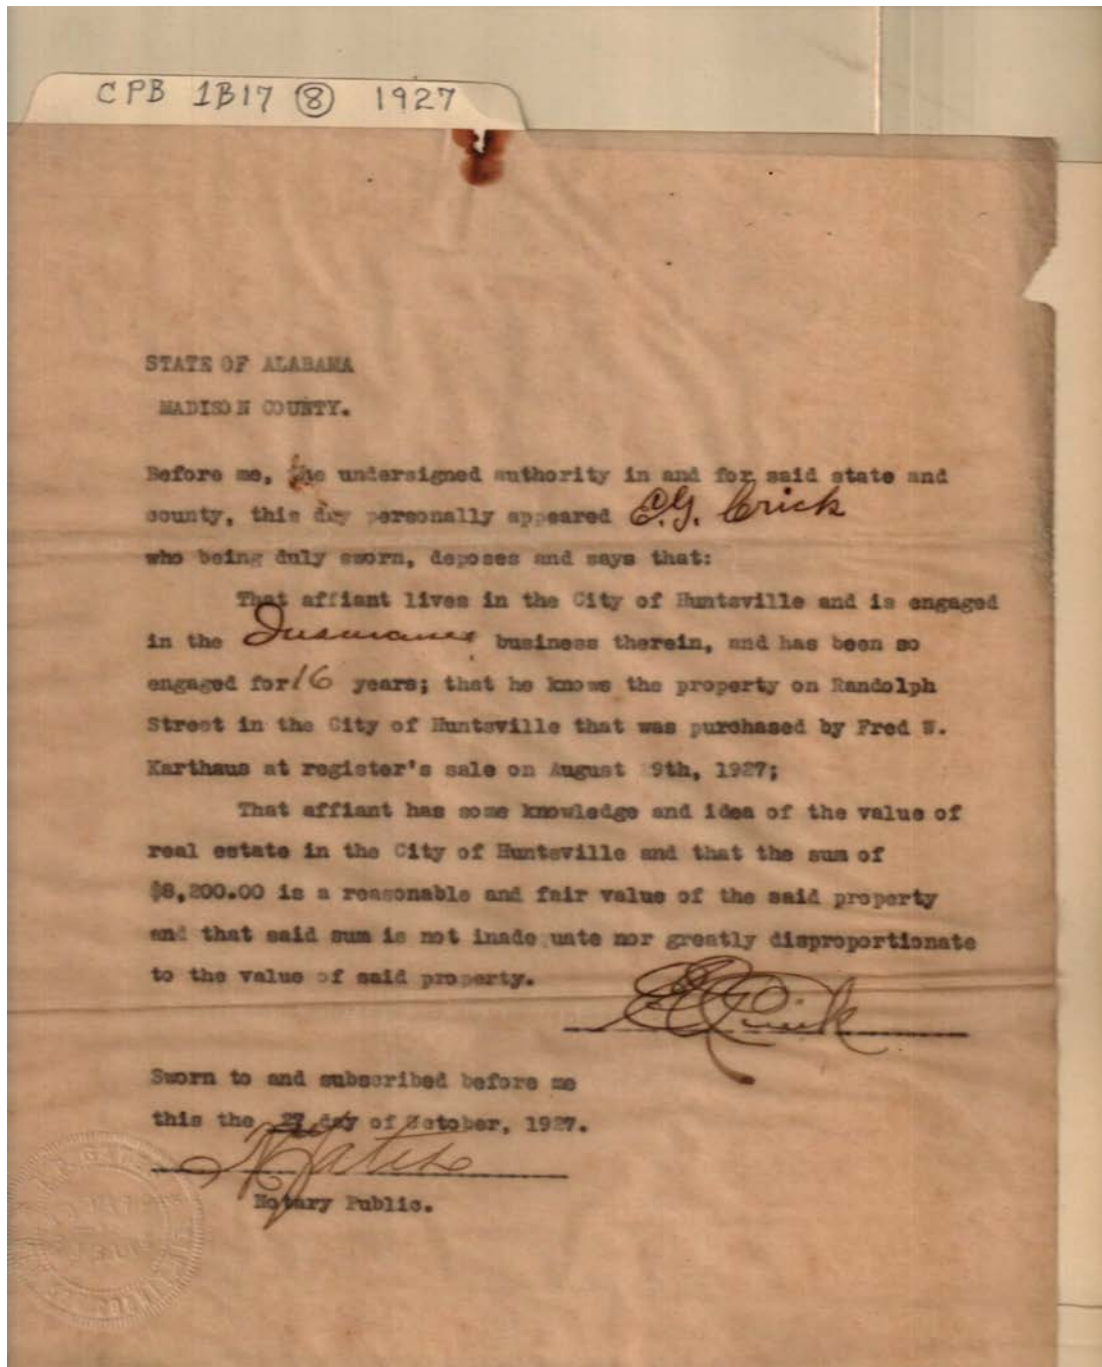 CPB 1B17 ⑧ 1927
STATE OF ALABAMA
MADISON COUNTY.
Before me, the undersigned authority in and for said state and
county, this day personally appeared E.G. Crick
who being duly sworn, deposes and says that:
That affiant lives in the City of Huntsville and is engaged
in the Insurance business therein, and has been so
engaged for 16 years; that he knows the property on Randolph
Street in the City of Huntsville that was purchased by Fred W.
Karthaus at register's sale on August 9th, 1927;
That affiant has some knowledge and idea of the value of
real estate in the City of Huntsville and that the sum of
$8,200.00 is a reasonable and fair value of the said property
and that said sum is not inade uate nor greatly disproportionate
to the value of said property.
E G Crick
Sworn to and subscribed before me
this the 27 day of October, 1927.
Notary Public.